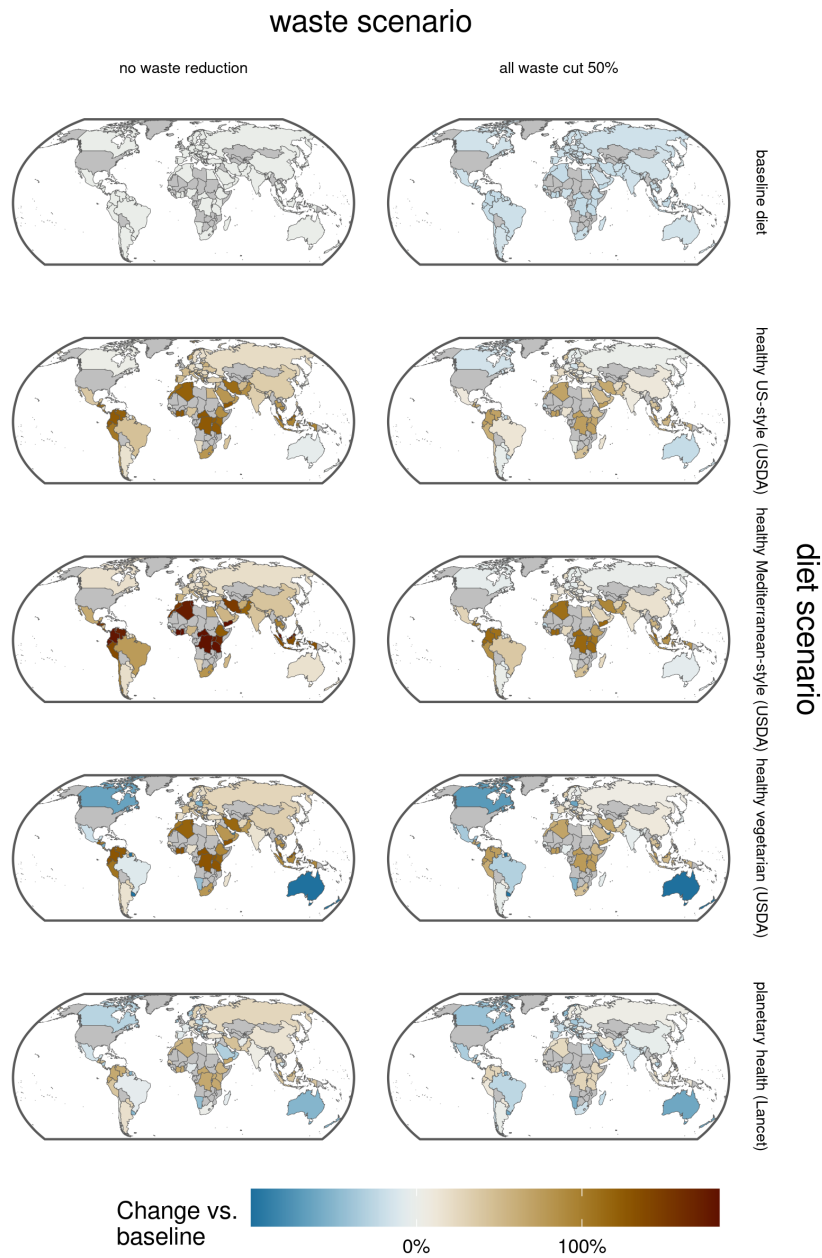 waste scenario
no waste reduction
all waste cut 50%
baseline diet
healthy US-style (USDA)
healthy Mediterranean-style (USDA)
healthy vegetarian (USDA)
planetary health (Lancet)
diet scenario
Change vs.
baseline
0%
100%